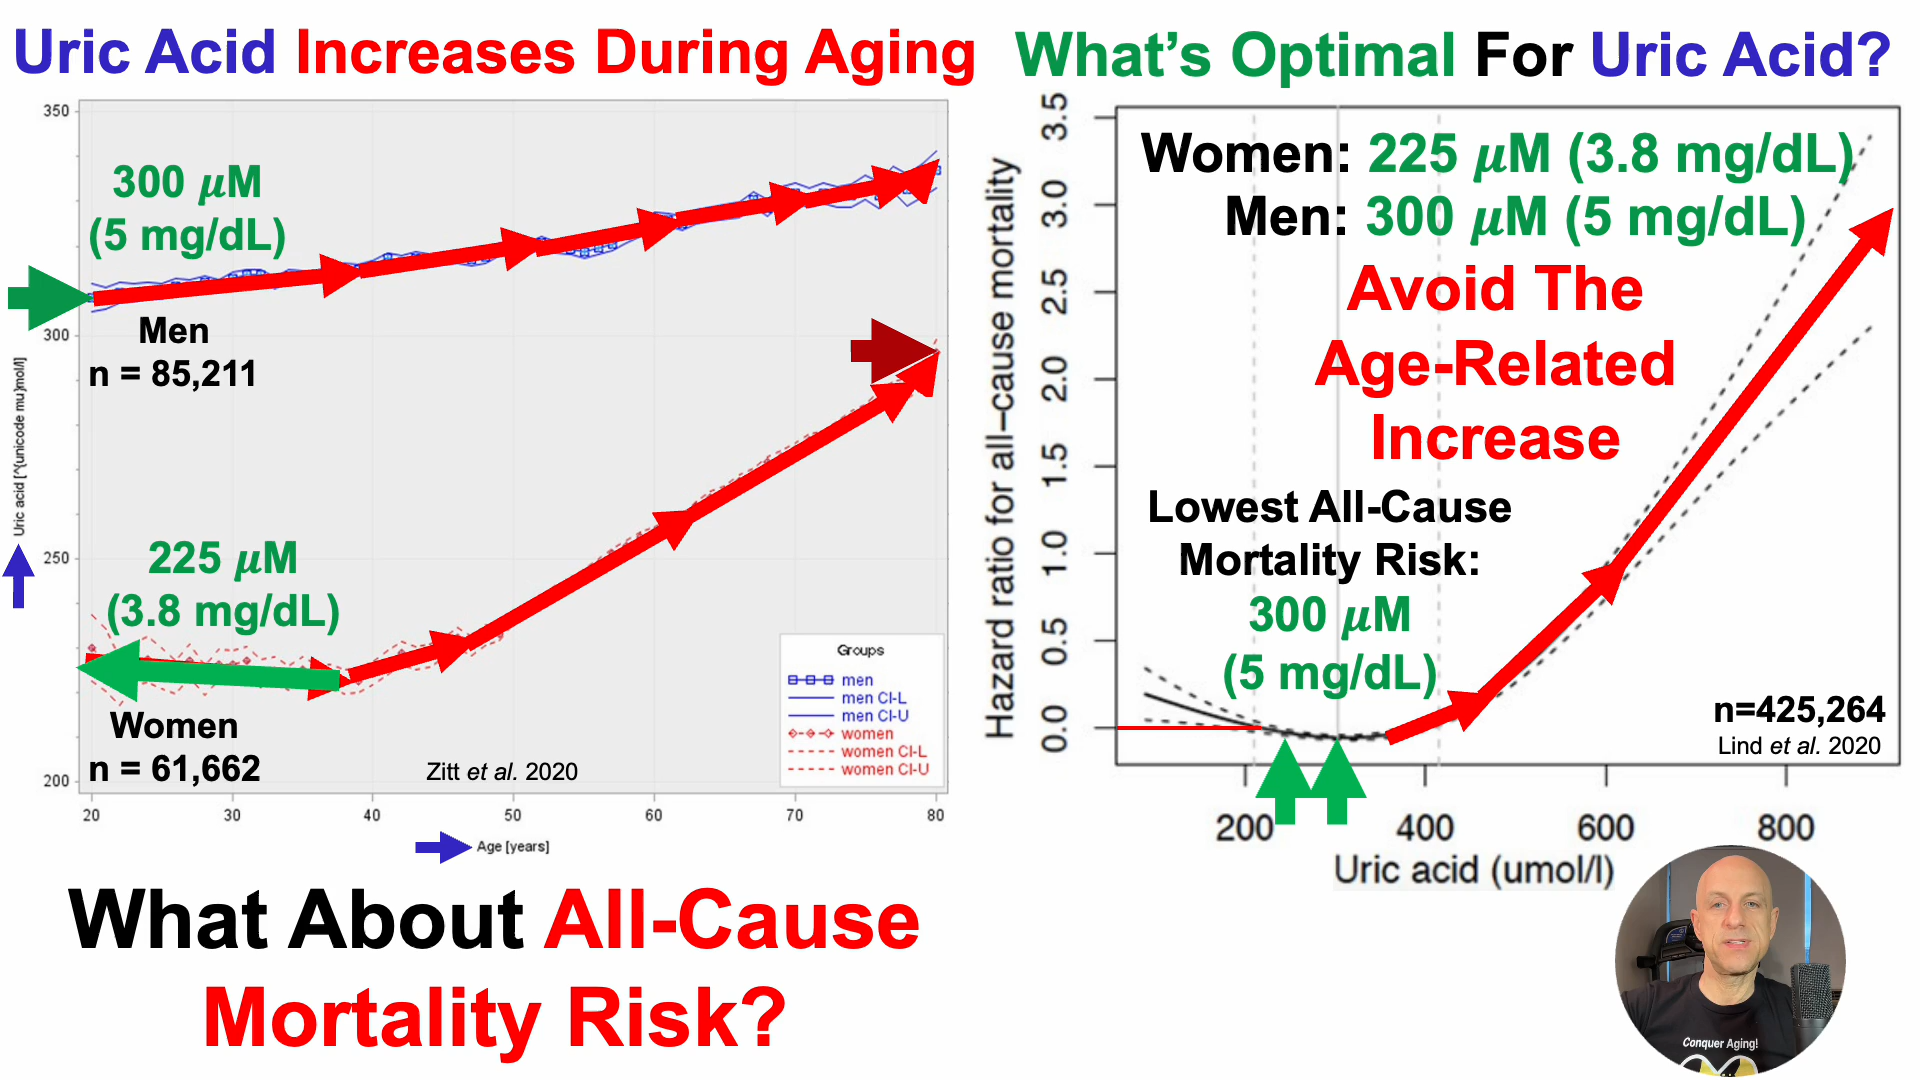 Uric Acid Increases During Aging
350
300 μM
(5 mg/dL)
300
Men
n = 85,211
Uric acid [^{unicode mu}mol/l]
250
225 μM
(3.8 mg/dL)
Women
n = 61,662
200
Zitt et al. 2020
Groups
men
men CI-L
men CI-U
women
women CI-L
women CI-U
20 30 40 50 60 70 80
Age [years]
What About All-Cause
Mortality Risk?
What's Optimal For Uric Acid?
Hazard ratio for all-cause mortality
3.5
3.0
2.5
2.0
1.5
1.0
0.5
0.0
Women: 225 μM (3.8 mg/dL)
Men: 300 μM (5 mg/dL)
Avoid The
Age-Related
Increase
Lowest All-Cause
Mortality Risk:
300 μM
(5 mg/dL)
n=425,264
Lind et al. 2020
200 400 600 800
Uric acid (umol/l)
Conquer Aging!